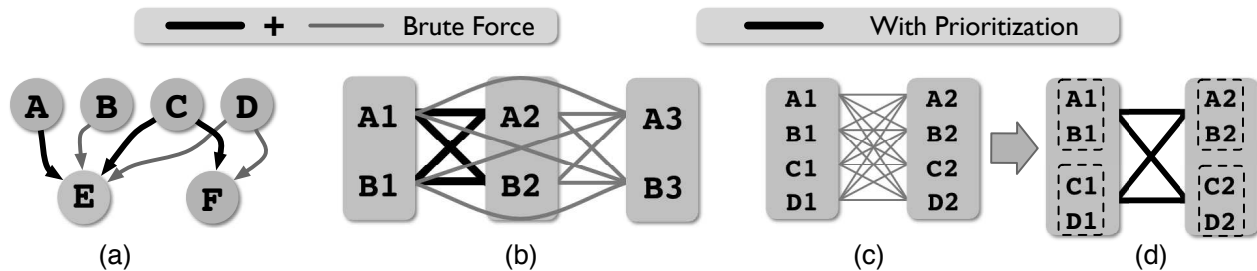 + Brute Force
With Prioritization
A B C D
E F
(a)
A1 A2 A3
B1 B2 B3
(b)
A1 A2
B1 B2
C1 C2
D1 D2
(c)
A1 A2
B1 B2
C1 C2
D1 D2
(d)